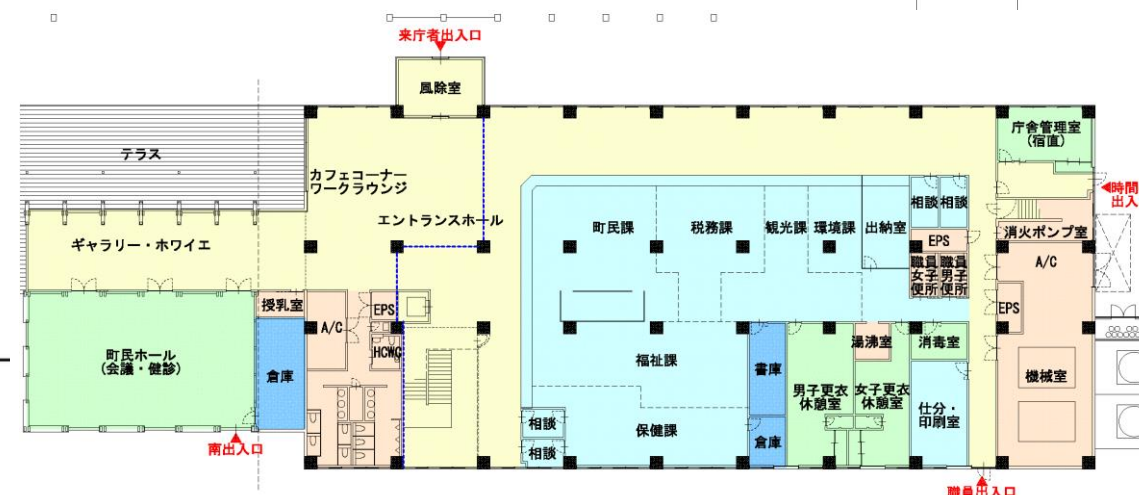 来庁者出入口
風除室
庁舎管理室
(宿直)
テラス
カフェコーナー
ワークラウンジ
時間
出入
相談
相談
エントランスホール
町民課
税務課
観光課
環境課
出納室
消火ポンプ室
ギャラリー・ホワイエ
EPS
A/C
職員
女子
便所
職員
男子
便所
授乳室
EPS
EPS
A/C
町民ホール
(会議・健診)
HCWC
湯沸室
消毒室
倉庫
福祉課
書庫
機械室
男子更衣
休憩室
女子更衣
休憩室
仕分・
印刷室
相談
保健課
倉庫
相談
南出入口
職員出入口